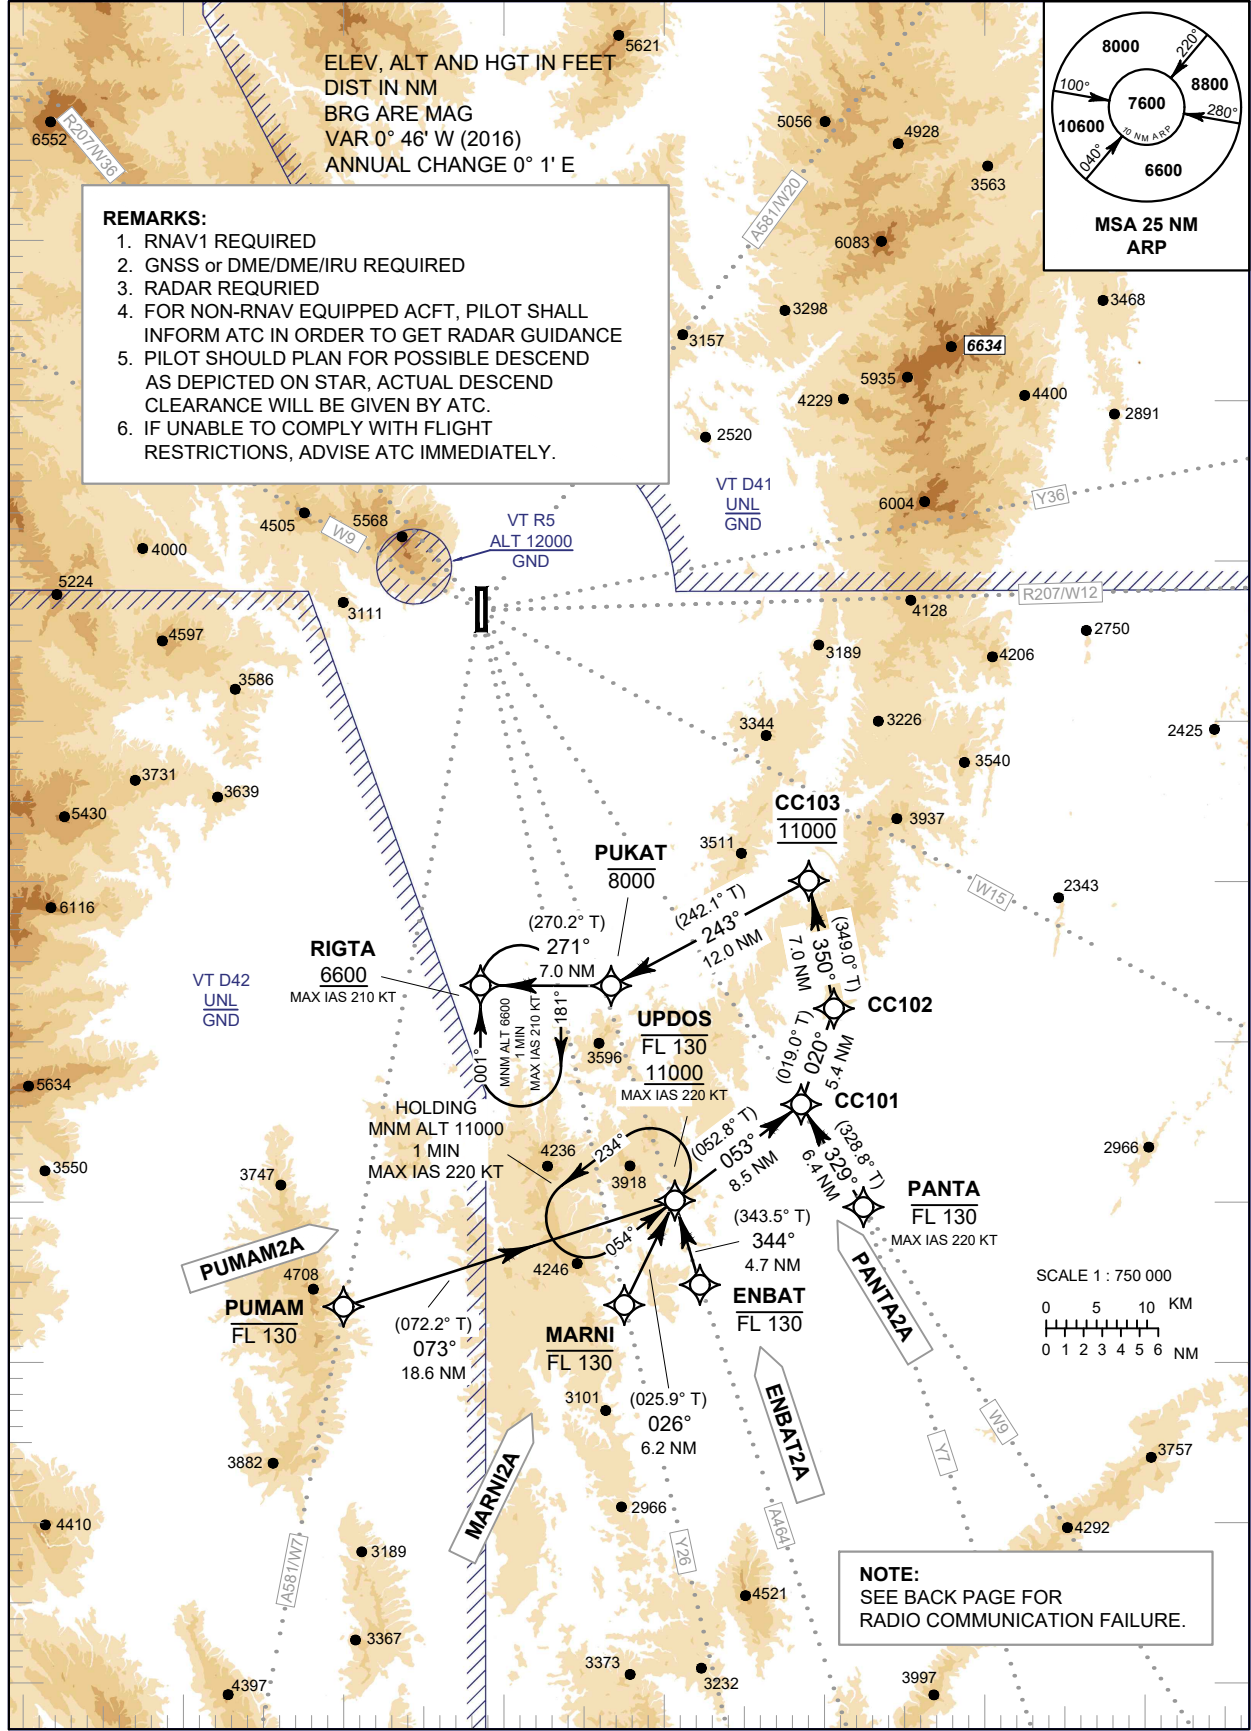 ELEV, ALT AND HGT IN FEET
DIST IN NM
BRG ARE MAG
VAR 0° 46' W (2016)
ANNUAL CHANGE 0° 1' E
REMARKS:
1. RNAV1 REQUIRED
2. GNSS or DME/DME/IRU REQUIRED
3. RADAR REQURIED
4. FOR NON-RNAV EQUIPPED ACFT, PILOT SHALL
INFORM ATC IN ORDER TO GET RADAR GUIDANCE
5. PILOT SHOULD PLAN FOR POSSIBLE DESCEND
AS DEPICTED ON STAR, ACTUAL DESCEND
CLEARANCE WILL BE GIVEN BY ATC.
6. IF UNABLE TO COMPLY WITH FLIGHT
RESTRICTIONS, ADVISE ATC IMMEDIATELY.
8000
220°
8800
100°
7600
280°
10600
10 NM ARP
040°
6600
MSA 25 NM
ARP
5621
6552
R207/W36
5056
4928
3563
A581/W20
6083
3298
3468
3157
6634
5935
4229
4400
2891
2520
VT D41
UNL
GND
6004
Y36
4505
W9
5568
VT R5
ALT 12000
GND
4000
5224
3111
4597
3586
R207/W12
4128
2750
3189
4206
3344
3226
2425
3540
3731
3639
5430
CC103
11000
3937
3511
PUKAT
8000
W15
2343
6116
(242.1° T)
243°
12.0 NM
(349.0° T)
350°
7.0 NM
(270.2° T)
271°
7.0 NM
RIGTA
6600
MAX IAS 210 KT
VT D42
UNL
GND
CC102
181°
001°
MNM ALT 6600
1 MIN
MAX IAS 210 KT
3596
UPDOS
FL 130
11000
MAX IAS 220 KT
(019.0° T)
020°
5.4 NM
CC101
5634
HOLDING
MNM ALT 11000
1 MIN
MAX IAS 220 KT
4236
234°
3918
(052.8° T)
053°
8.5 NM
(328.8° T)
329°
6.4 NM
2966
3550
3747
PANTA
FL 130
MAX IAS 220 KT
(343.5° T)
344°
4.7 NM
054°
4246
PUMAM2A
4708
PUMAM
FL 130
(072.2° T)
073°
18.6 NM
MARNI
FL 130
ENBAT
FL 130
PANTA2A
SCALE 1 : 750 000
0 5 10 KM
0 1 2 3 4 5 6 NM
3101
(025.9° T)
026°
6.2 NM
ENBAT2A
MARNI2A
W9
Y7
3757
3882
2966
A464
4410
4292
3189
A581/W7
Y26
4521
NOTE:
SEE BACK PAGE FOR
RADIO COMMUNICATION FAILURE.
3367
3373
3232
3997
4397